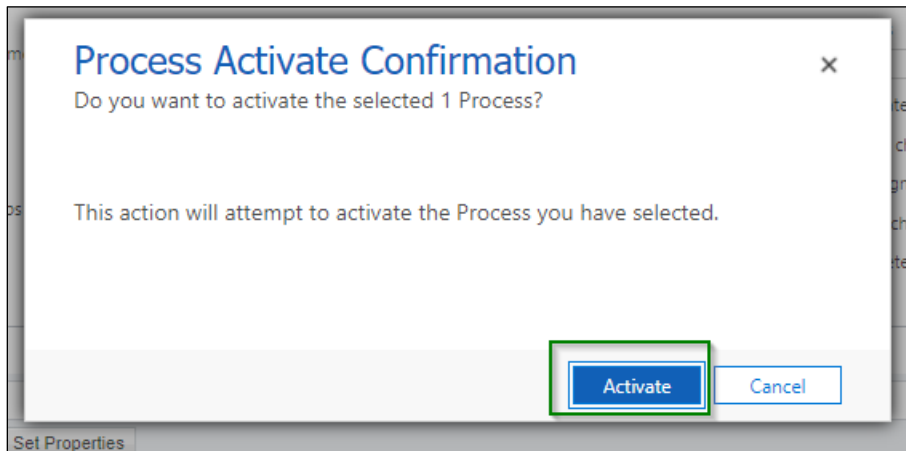 Process Activate Confirmation
Do you want to activate the selected 1 Process?
This action will attempt to activate the Process you have selected.
Activate
Cancel
Set Properties